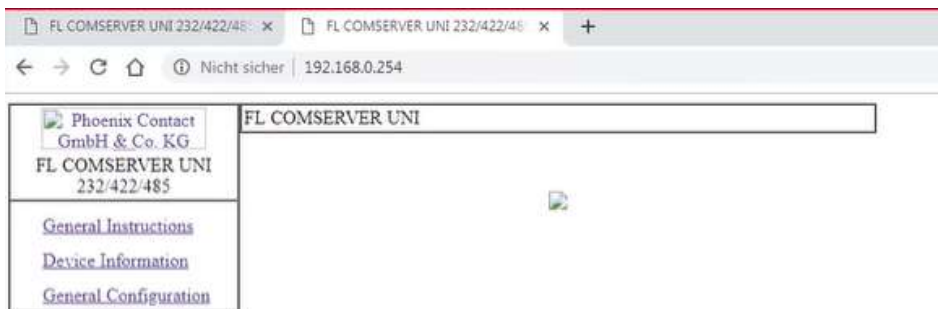 FL COMSERVER UNI 232/422/48
FL COMSERVER UNI 232/422/48
Nicht sicher 192.168.0.254
Phoenix Contact
GmbH & Co. KG
FL COMSERVER UNI
232/422/485
FL COMSERVER UNI
General Instructions
Device Information
General Configuration